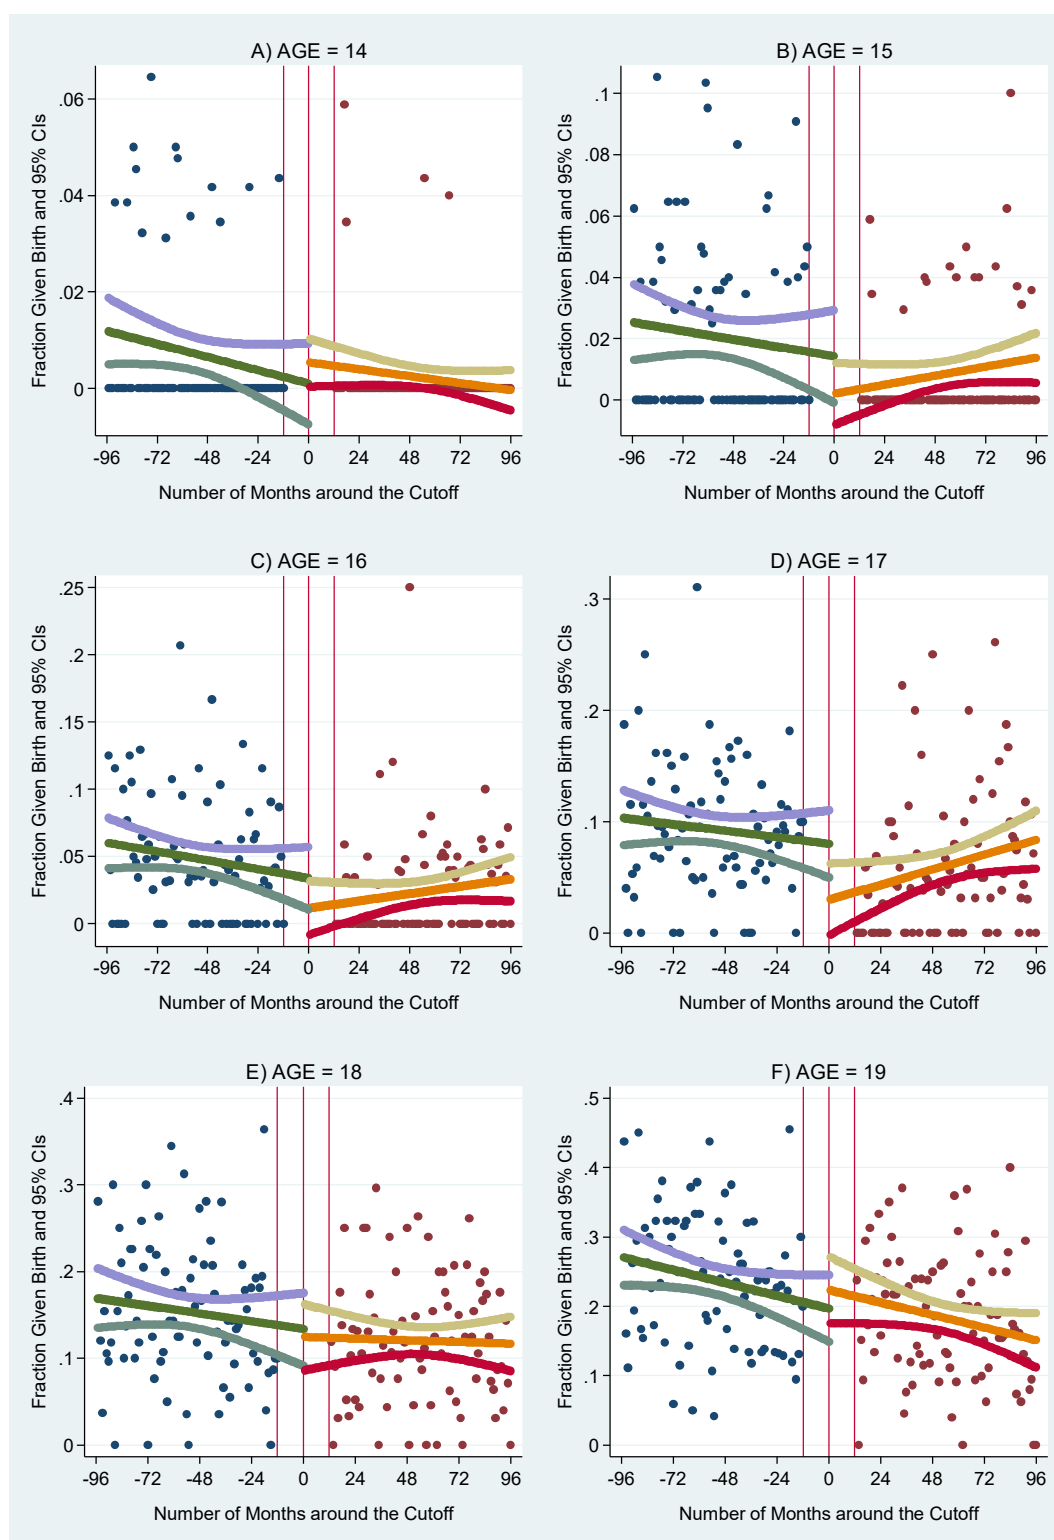 A) AGE = 14
Fraction Given Birth and 95% CIs
.06
.04
.02
0
-96 -72 -48 -24 0 24 48 72 96
Number of Months around the Cutoff
B) AGE = 15
Fraction Given Birth and 95% CIs
.1
.08
.06
.04
.02
0
-96 -72 -48 -24 0 24 48 72 96
Number of Months around the Cutoff
C) AGE = 16
Fraction Given Birth and 95% CIs
.25
.2
.15
.1
.05
0
-96 -72 -48 -24 0 24 48 72 96
Number of Months around the Cutoff
D) AGE = 17
Fraction Given Birth and 95% CIs
.3
.2
.1
0
-96 -72 -48 -24 0 24 48 72 96
Number of Months around the Cutoff
E) AGE = 18
Fraction Given Birth and 95% CIs
.4
.3
.2
.1
0
-96 -72 -48 -24 0 24 48 72 96
Number of Months around the Cutoff
F) AGE = 19
Fraction Given Birth and 95% CIs
.5
.4
.3
.2
.1
0
-96 -72 -48 -24 0 24 48 72 96
Number of Months around the Cutoff